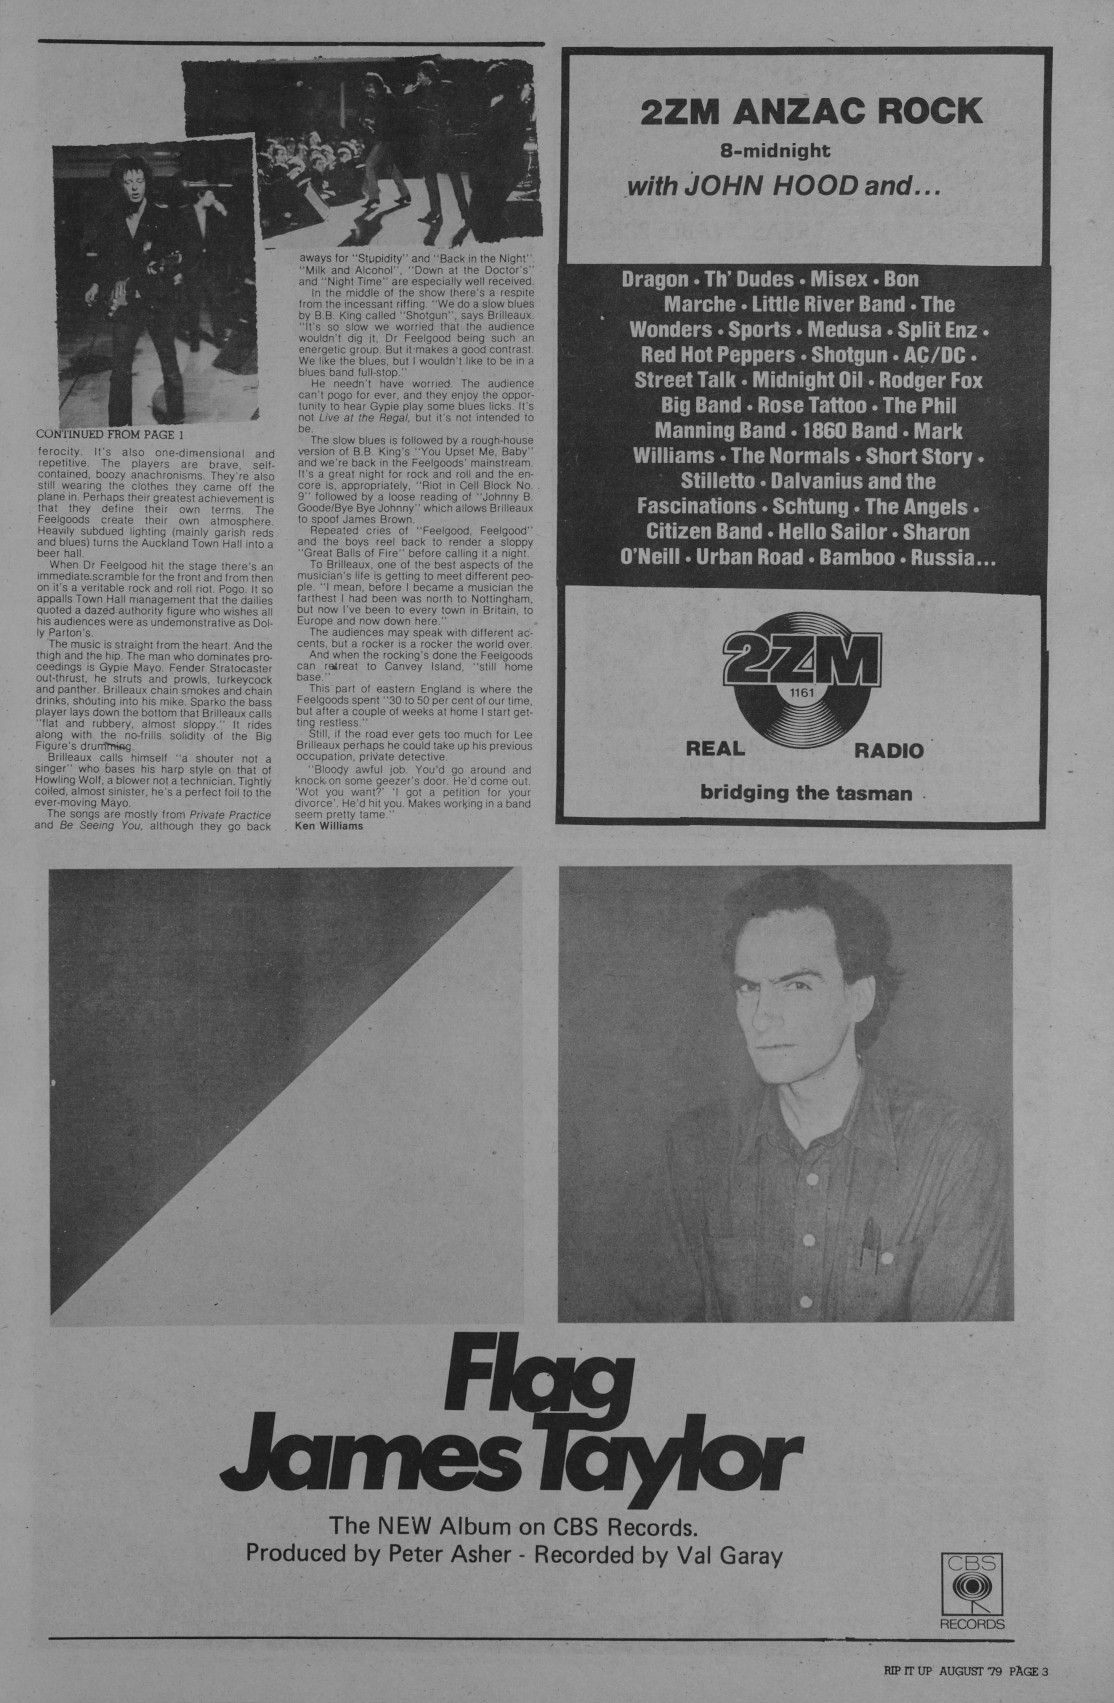 CONTINUED FROM PAGE 1
ferocity. It's also one-dimensional and
repetitive. The players are brave, self-
contained, boozy anachronisms. They're also
still wearing the clothes they came off the
plane in. Perhaps their greatest achievement is
that they define their own terms. The
Feelgoods create their own atmosphere.
Heavily subdued lighting (mainly garish reds
and blues) turns the Auckland Town Hall into a
beer hall.
When Dr Feelgood hit the stage there's an
immediate scramble for the front and from then
on it's a veritable rock and roll riot. Pogo. It so
appalls Town Hall management that the dailies
quoted a dazed authority figure who wishes all
his audiences were as undemonstrative as Dol-
ly Parton's.
The music is straight from the heart. And the
thigh and the hip. The man who dominates pro-
ceedings is Gypie Mayo. Fender Stratocaster
out-thrust, he struts and prowls, turkeycock
and panther. Brilleaux chain smokes and chain
drinks, shouting into his mike. Sparko the bass
player lays down the bottom that Brilleaux calls
"flat and rubbery, almost sloppy." It rides
along with the no-frills solidity of the Big
Figure's drumming.
Brilleaux calls himself "a shouter not a
singer" who bases his harp style on that of
Howling Wolf, a blower not a technician. Tightly
coiled, almost sinister, he's a perfect foil to the
ever-moving Mayo.
The songs are mostly from Private Practice
and Be Seeing You, although they go back
aways for "Stupidity" and "Back in the Night".
"Milk and Alcohol", "Down at the Doctor's"
and "Night Time" are especially well received.
In the middle of the show there's a respite
from the incessant riffing. "We do a slow blues
by B.B. King called "Shotgun", says Brilleaux.
"It's so slow we worried that the audience
wouldn't dig it, Dr Feelgood being such an
energetic group. But it makes a good contrast.
We like the blues, but I wouldn't like to be in a
blues band full-stop."
He needn't have worried. The audience
can't pogo for ever, and they enjoy the oppor-
tunity to hear Gypie play some blues licks. It's
not Live at the Regal, but it's not intended to
be.
The slow blues is followed by a rough-house
version of B.B. King's "You Upset Me, Baby"
and we're back in the Feelgoods' mainstream.
It's a great night for rock and roll and the en-
core is, appropriately, "Riot in Cell Block No.
9" followed by a loose reading of "Johnny B.
Goode/Bye Bye Johnny" which allows Brilleaux
to spoof James Brown.
Repeated cries of "Feelgood, Feelgood"
and the boys reel back to render a sloppy
"Great Balls of Fire" before calling it a night.
To Brilleaux, one of the best aspects of the
musician's life is getting to meet different peo-
ple. "I mean, before I became a musician the
farthest I had been was north to Nottingham,
but now I've been to every town in Britain, to
Europe and now down here."
The audiences may speak with different ac-
cents, but a rocker is a rocker the world over.
And when the rocking's done the Feelgoods
can retreat to Canvey Island, "still home
base."
This part of eastern England is where the
Feelgoods spent "30 to 50 per cent of our time,
but after a couple of weeks at home I start get-
ting restless."
Still, if the road ever gets too much for Lee
Brilleaux perhaps he could take up his previous
occupation, private detective.
"Bloody awful job. You'd go around and
knock on some geezer's door. He'd come out.
'Wot you want?' 'I got a petition for your
divorce'. He'd hit you. Makes working in a band
seem pretty tame."
Ken Williams
2ZM ANZAC ROCK
8-midnight
with JOHN HOOD and...
Dragon • Th' Dudes • Misex • Bon
Marche • Little River Band • The
Wonders • Sports • Medusa • Split Enz •
Red Hot Peppers • Shotgun • AC/DC •
Street Talk • Midnight Oil • Rodger Fox
Big Band • Rose Tattoo • The Phil
Manning Band • 1860 Band • Mark
Williams • The Normals • Short Story •
Stilletto • Dalvanius and the
Fascinations • Schtung • The Angels •
Citizen Band • Hello Sailor • Sharon
O'Neill • Urban Road • Bamboo • Russia...
2ZM
1161
REAL RADIO
bridging the tasman
Flag
James Taylor
The NEW Album on CBS Records.
Produced by Peter Asher - Recorded by Val Garay
CBS
RECORDS
RIP IT UP AUGUST '79 PAGE 3